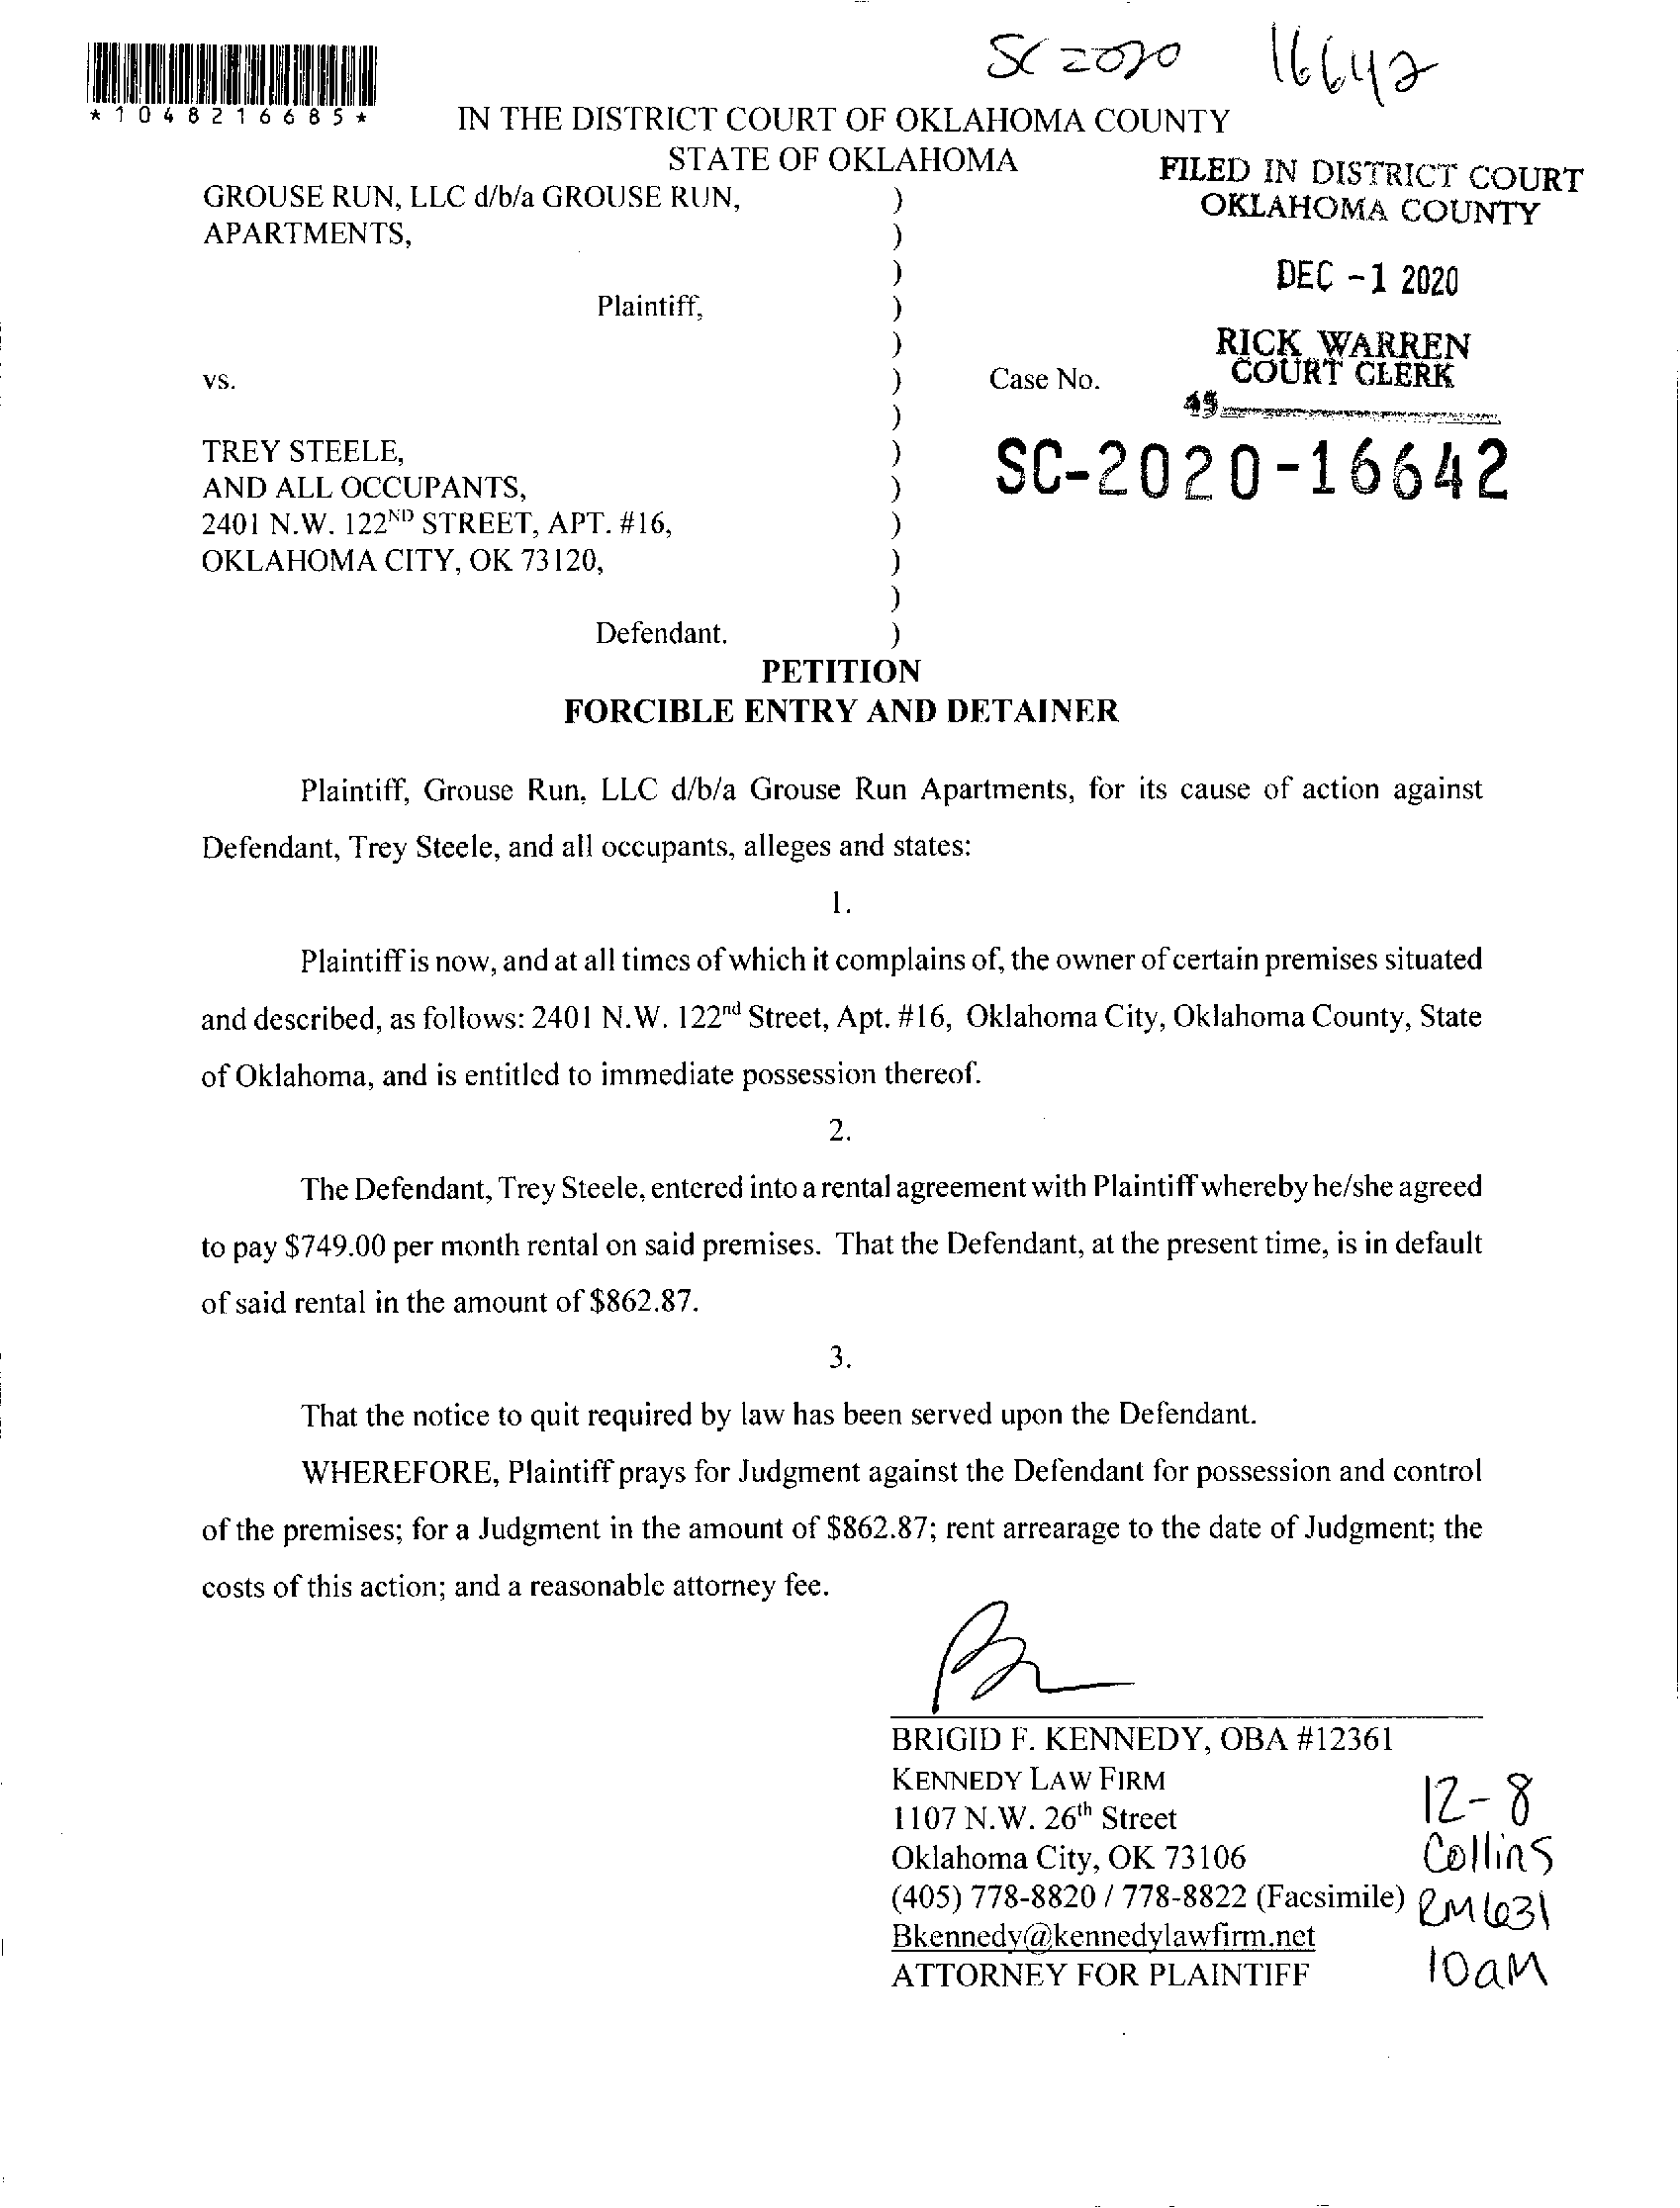 SC 2020 16642
*1048216685*
IN THE DISTRICT COURT OF OKLAHOMA COUNTY
STATE OF OKLAHOMA
FILED IN DISTRICT COURT
OKLAHOMA COUNTY
DEC -1 2020
RICK WARREN
COURT CLERK
49
GROUSE RUN, LLC d/b/a GROUSE RUN, )
APARTMENTS, )
)
Plaintiff, )
)
vs. ) Case No.
)
TREY STEELE, ) SC-2020-16642
AND ALL OCCUPANTS, )
2401 N.W. 122ND STREET, APT. #16, )
OKLAHOMA CITY, OK 73120, )
)
Defendant. )
PETITION
FORCIBLE ENTRY AND DETAINER
Plaintiff, Grouse Run, LLC d/b/a Grouse Run Apartments, for its cause of action against
Defendant, Trey Steele, and all occupants, alleges and states:
1.
Plaintiff is now, and at all times of which it complains of, the owner of certain premises situated
and described, as follows: 2401 N.W. 122nd Street, Apt. #16, Oklahoma City, Oklahoma County, State
of Oklahoma, and is entitled to immediate possession thereof.
2.
The Defendant, Trey Steele, entered into a rental agreement with Plaintiff whereby he/she agreed
to pay $749.00 per month rental on said premises. That the Defendant, at the present time, is in default
of said rental in the amount of $862.87.
3.
That the notice to quit required by law has been served upon the Defendant.
WHEREFORE, Plaintiff prays for Judgment against the Defendant for possession and control
of the premises; for a Judgment in the amount of $862.87; rent arrearage to the date of Judgment; the
costs of this action; and a reasonable attorney fee.
BRIGID F. KENNEDY, OBA #12361
KENNEDY LAW FIRM
1107 N.W. 26th Street
Oklahoma City, OK 73106
(405) 778-8820 / 778-8822 (Facsimile)
Bkennedy@kennedylawfirm.net
ATTORNEY FOR PLAINTIFF
12-8
Collins
RM 631
10am